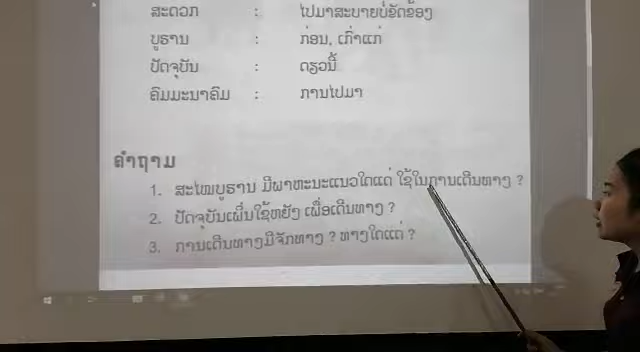 ສະດວກ : ໄປມາສະບາຍບໍ່ຂັດຂ້ອງ
ບູຮານ : ກ່ອນ, ເກົ່າແກ່
ປັດຈຸບັນ : ດຽວນີ້
ຄົມມະນາຄົມ : ການໄປມາ
ຄຳຖາມ
1. ສະໄໝບູຮານ ມີພາຫະນະແນວໃດແດ່ ໃຊ້ໃນການເດີນທາງ ?
2. ປັດຈຸບັນເພິ່ນໃຊ້ຫຍັງ ເພື່ອເດີນທາງ ?
3. ການເດີນທາງມີຈັກທາງ ? ທາງໃດແດ່ ?